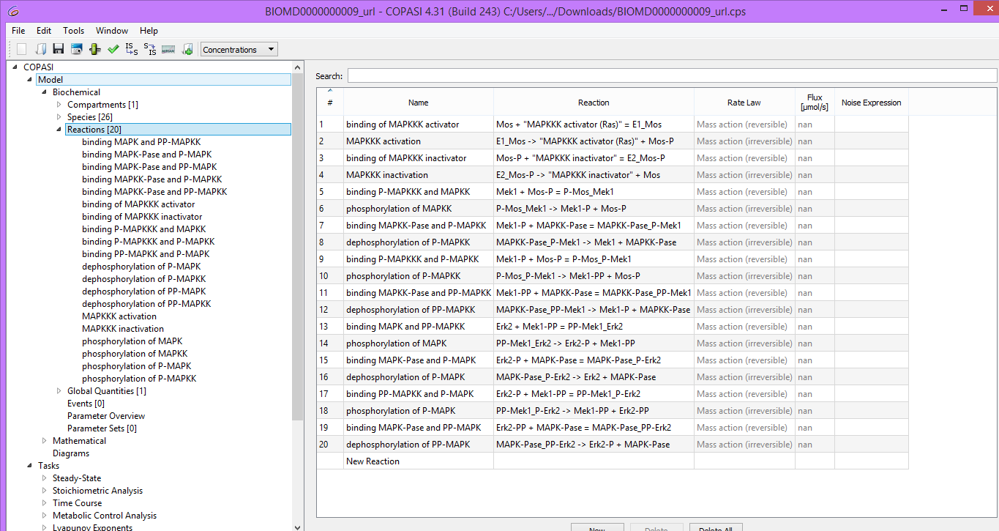 BIOMD0000000009_url - COPASI 4.31 (Build 243) C:/Users/.../Downloads/BIOMD0000000009_url.cps
File Edit Tools Window Help
Concentrations
COPASI
Model
Biochemical
Compartments [1]
Species [26]
Reactions [20]
binding MAPK and PP-MAPKK
binding MAPK-Pase and P-MAPK
binding MAPK-Pase and PP-MAPK
binding MAPKK-Pase and P-MAPKK
binding MAPKK-Pase and PP-MAPKK
binding of MAPKKK activator
binding of MAPKKK inactivator
binding P-MAPKKK and MAPKK
binding P-MAPKKK and P-MAPKK
binding PP-MAPKK and P-MAPK
dephosphorylation of P-MAPK
dephosphorylation of P-MAPKK
dephosphorylation of PP-MAPK
dephosphorylation of PP-MAPKK
MAPKKK activation
MAPKKK inactivation
phosphorylation of MAPK
phosphorylation of MAPKK
phosphorylation of P-MAPK
phosphorylation of P-MAPKK
Global Quantities [1]
Events [0]
Parameter Overview
Parameter Sets [0]
Mathematical
Diagrams
Tasks
Steady-State
Stoichiometric Analysis
Time Course
Metabolic Control Analysis
Lyapunov Exponents
Search:
# Name Reaction Rate Law Flux [µmol/s] Noise Expression
1 binding of MAPKKK activator Mos + "MAPKKK activator (Ras)" = E1_Mos Mass action (reversible) nan
2 MAPKKK activation E1_Mos -> "MAPKKK activator (Ras)" + Mos-P Mass action (irreversible) nan
3 binding of MAPKKK inactivator Mos-P + "MAPKKK inactivator" = E2_Mos-P Mass action (reversible) nan
4 MAPKKK inactivation E2_Mos-P -> "MAPKKK inactivator" + Mos Mass action (irreversible) nan
5 binding P-MAPKKK and MAPKK Mek1 + Mos-P = P-Mos_Mek1 Mass action (reversible) nan
6 phosphorylation of MAPKK P-Mos_Mek1 -> Mek1-P + Mos-P Mass action (irreversible) nan
7 binding MAPKK-Pase and P-MAPKK Mek1-P + MAPKK-Pase = MAPKK-Pase_P-Mek1 Mass action (reversible) nan
8 dephosphorylation of P-MAPKK MAPKK-Pase_P-Mek1 -> Mek1 + MAPKK-Pase Mass action (irreversible) nan
9 binding P-MAPKKK and P-MAPKK Mek1-P + Mos-P = P-Mos_P-Mek1 Mass action (reversible) nan
10 phosphorylation of P-MAPKK P-Mos_P-Mek1 -> Mek1-PP + Mos-P Mass action (irreversible) nan
11 binding MAPKK-Pase and PP-MAPKK Mek1-PP + MAPKK-Pase = MAPKK-Pase_PP-Mek1 Mass action (reversible) nan
12 dephosphorylation of PP-MAPKK MAPKK-Pase_PP-Mek1 -> Mek1-P + MAPKK-Pase Mass action (irreversible) nan
13 binding MAPK and PP-MAPKK Erk2 + Mek1-PP = PP-Mek1_Erk2 Mass action (reversible) nan
14 phosphorylation of MAPK PP-Mek1_Erk2 -> Erk2-P + Mek1-PP Mass action (irreversible) nan
15 binding MAPK-Pase and P-MAPK Erk2-P + MAPK-Pase = MAPK-Pase_P-Erk2 Mass action (reversible) nan
16 dephosphorylation of P-MAPK MAPK-Pase_P-Erk2 -> Erk2 + MAPK-Pase Mass action (irreversible) nan
17 binding PP-MAPKK and P-MAPK Erk2-P + Mek1-PP = PP-Mek1_P-Erk2 Mass action (reversible) nan
18 phosphorylation of P-MAPK PP-Mek1_P-Erk2 -> Mek1-PP + Erk2-PP Mass action (irreversible) nan
19 binding MAPK-Pase and PP-MAPK Erk2-PP + MAPK-Pase = MAPK-Pase_PP-Erk2 Mass action (reversible) nan
20 dephosphorylation of PP-MAPK MAPK-Pase_PP-Erk2 -> Erk2-P + MAPK-Pase Mass action (irreversible) nan
New Reaction
New Delete Delete All